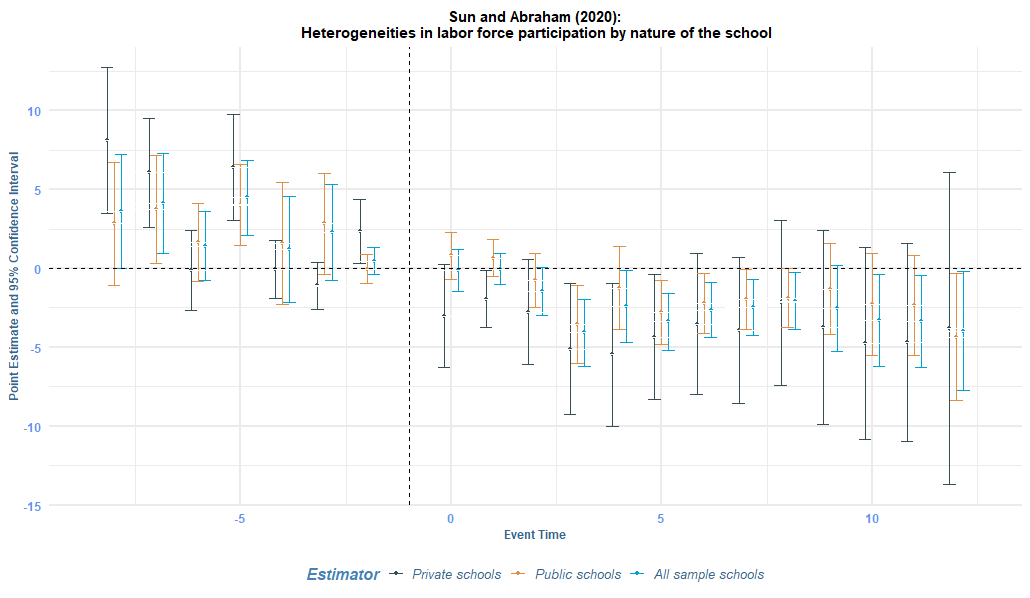 Sun and Abraham (2020):
Heterogeneities in labor force participation by nature of the school
Point Estimate and 95% Confidence Interval
10
5
0
-5
-10
-15
-5
0
5
10
Event Time
Estimator Private schools Public schools All sample schools